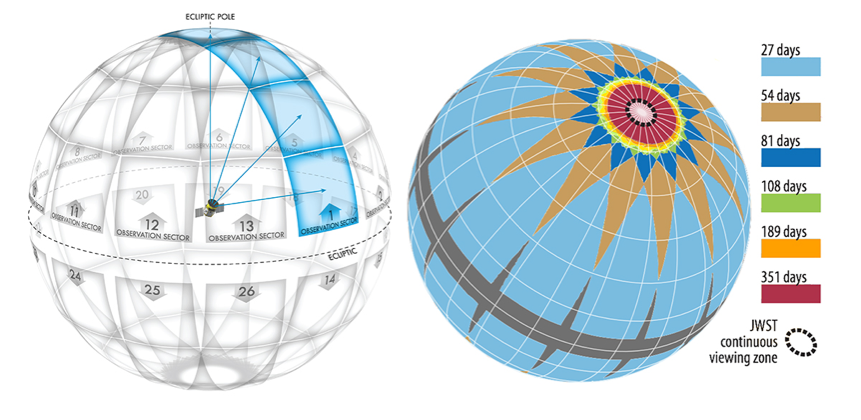 ECLIPTIC POLE
7
OBSERVATION SECTOR
6
OBSERVATION SECTOR
5
OBSERVATION SECTOR
8
20
19
11
OBSERVATION SECTOR
12
OBSERVATION SECTOR
13
OBSERVATION SECTOR
1
OBSERVATION SECTOR
ECLIPTIC
24
25
26
14
27 days
54 days
81 days
108 days
189 days
351 days
JWST
continuous
viewing zone